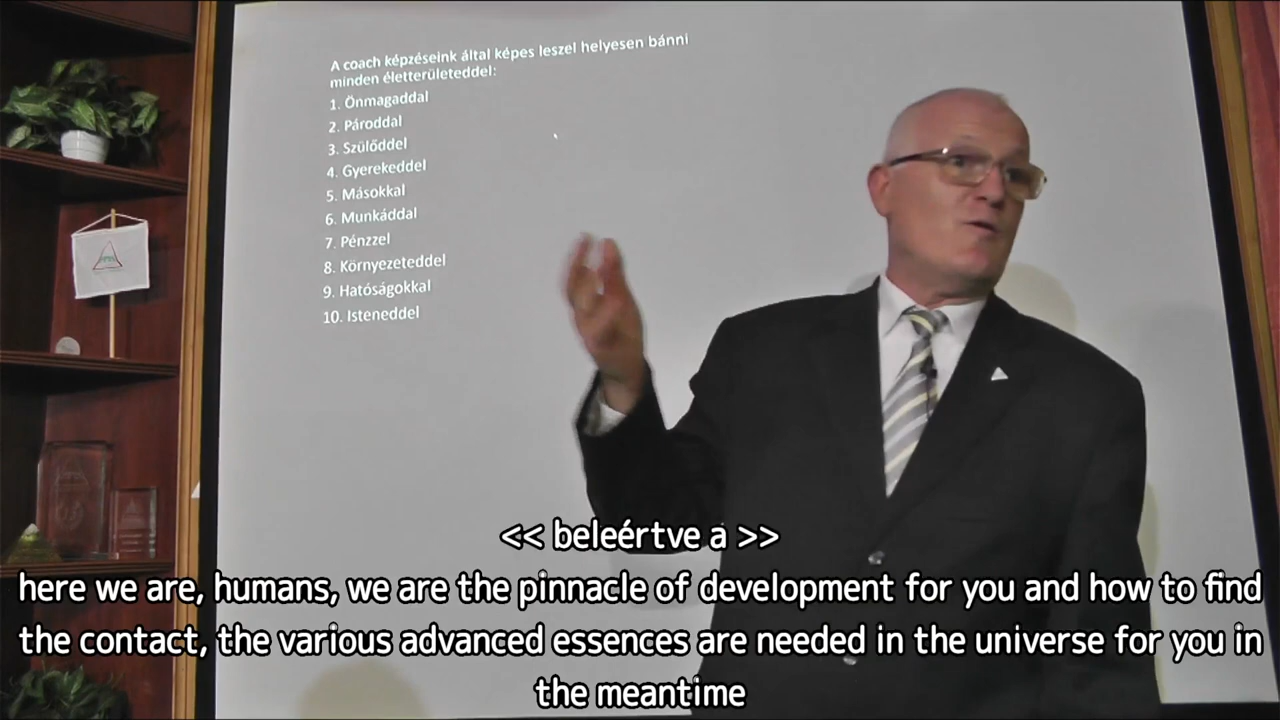 A coach képzéseink által képes leszel helyesen bánni
minden életterületeddel:
1. Önmagaddal
2. Pároddal
3. Szülőddel
4. Gyerekeddel
5. Másokkal
6. Munkáddal
7. Pénzzel
8. Környezeteddel
9. Hatóságokkal
10. Isteneddel
<< beleértve a >>
here we are, humans, we are the pinnacle of development for you and how to find
the contact, the various advanced essences are needed in the universe for you in
the meantime